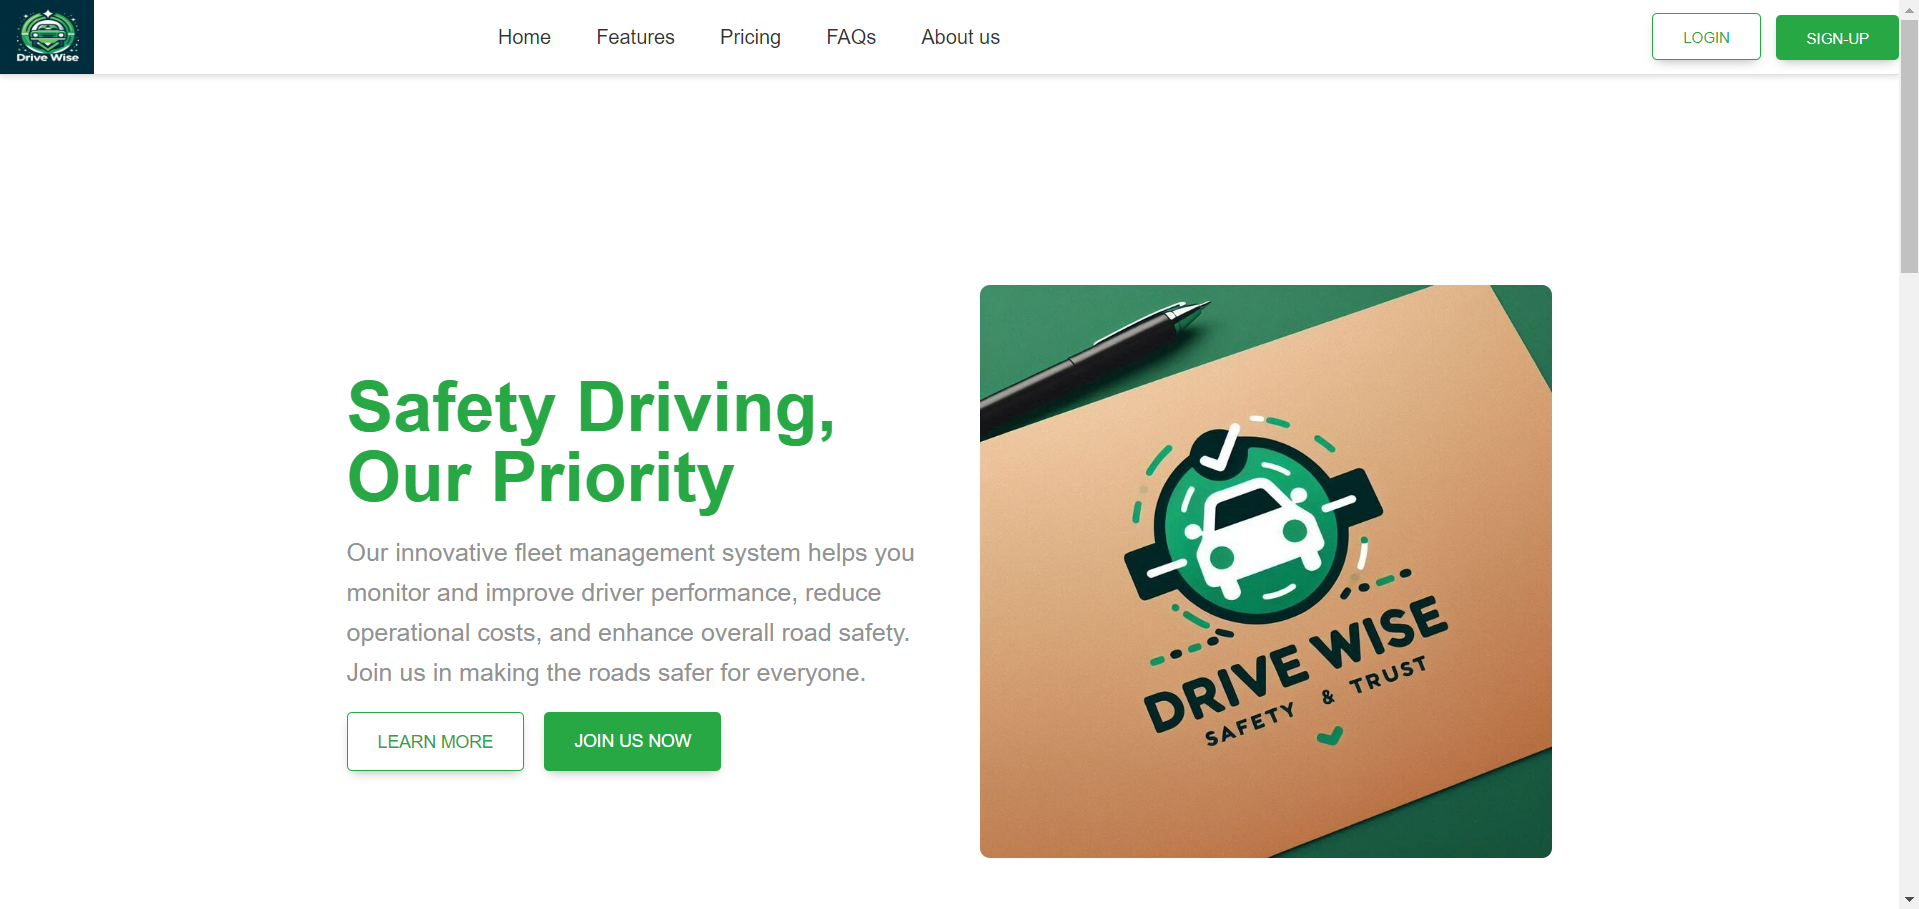 Drive Wise
Home
Features
Pricing
FAQs
About us
LOGIN
SIGN-UP
Safety Driving,
Our Priority
Our innovative fleet management system helps you
monitor and improve driver performance, reduce
operational costs, and enhance overall road safety.
Join us in making the roads safer for everyone.
LEARN MORE
JOIN US NOW
DRIVE WISE
SAFETY & TRUST